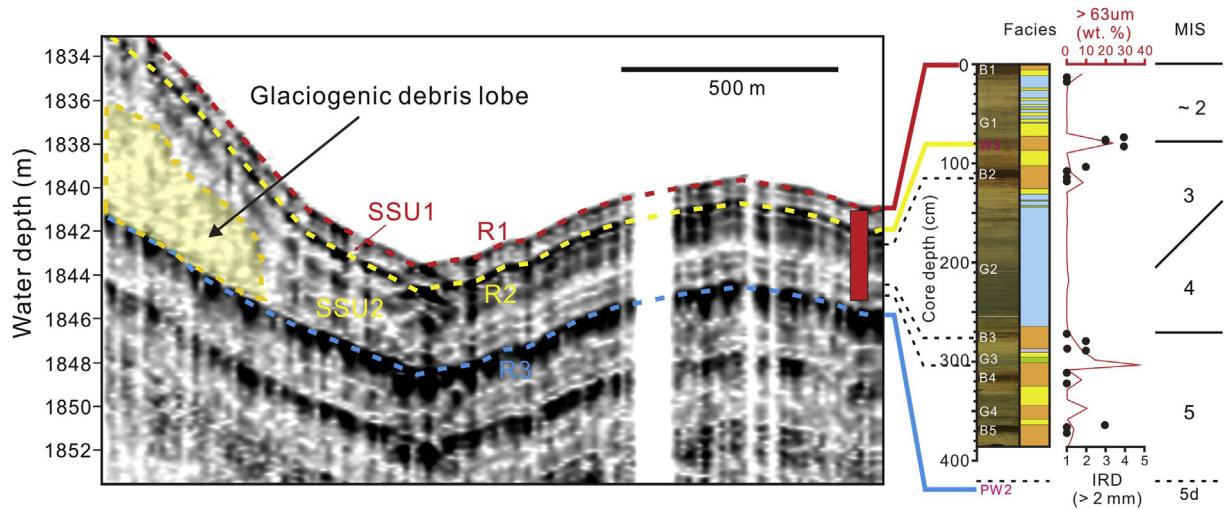 1834
1836
1838
1840
1842
1844
1846
1848
1850
1852
Water depth (m)
Glaciogenic debris lobe
500 m
SSU1
R1
SSU2
R2
R3
Facies
> 63um
(wt. %)
MIS
0 10 20 30 40
0
100
200
300
400
Core depth (cm)
B1
G1
W3
B2
G2
B3
G3
B4
G4
B5
PW2
~ 2
3
4
5
5d
1 2 3 4 5
IRD
(> 2 mm)